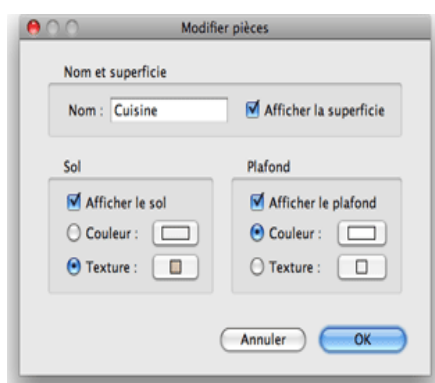 Modifier pièces
Nom et superficie
Nom : Cuisine
Afficher la superficie
Sol
Afficher le sol
Couleur :
Texture :
Plafond
Afficher le plafond
Couleur :
Texture :
Annuler
OK